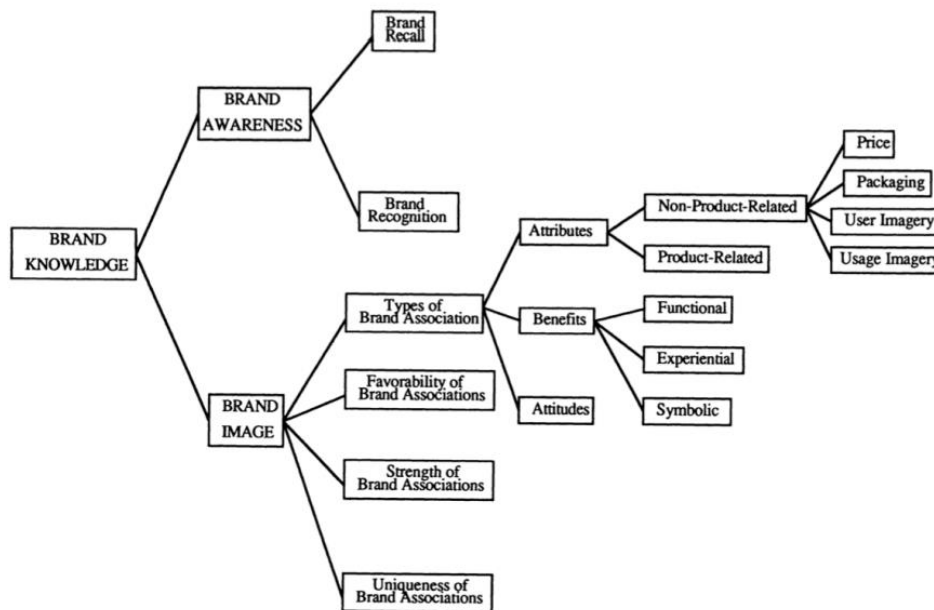 Brand
Recall
BRAND
AWARENESS
Brand
Recognition
BRAND
KNOWLEDGE
Price
Packaging
Non-Product-Related
User Imagery
Attributes
Product-Related
Usage Imagery
Types of
Brand Association
Benefits
Functional
Experiential
Favorability of
Brand Associations
Attitudes
Symbolic
BRAND
IMAGE
Strength of
Brand Associations
Uniqueness of
Brand Associations